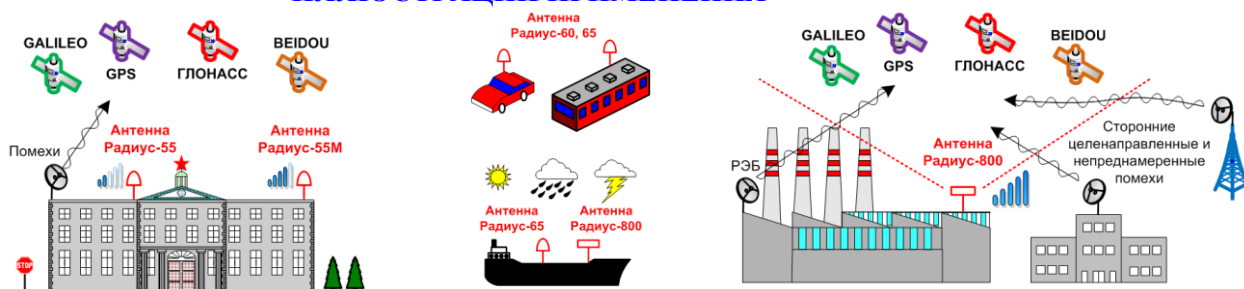 GALILEO
GPS
ГЛОНАСС
BEIDOU
Помехи
Антенна
Радиус-55
Антенна
Радиус-55М
STOP
Антенна
Радиус-60, 65
Антенна
Радиус-65
Антенна
Радиус-800
GALILEO
GPS
ГЛОНАСС
BEIDOU
РЭБ
Антенна
Радиус-800
Сторонние
целенаправленные и
непреднамеренные
помехи